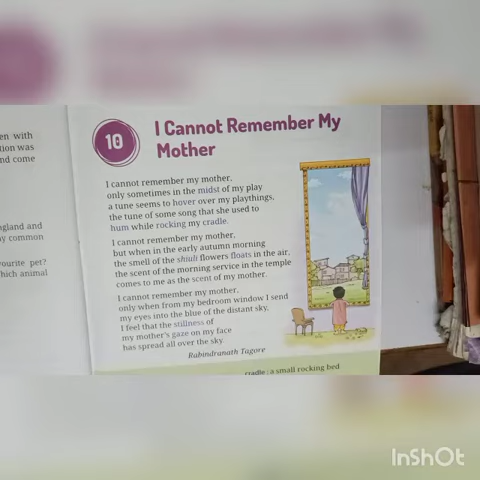 en with
tion was
nd come
ngland and
y common
vourite pet?
hich animal
10
I Cannot Remember My
Mother
I cannot remember my mother,
only sometimes in the midst of my play
a tune seems to hover over my playthings,
the tune of some song that she used to
hum while rocking my cradle.
I cannot remember my mother,
but when in the early autumn morning
the smell of the shiuli flowers floats in the air,
the scent of the morning service in the temple
comes to me as the scent of my mother.
I cannot remember my mother,
only when from my bedroom window I send
my eyes into the blue of the distant sky,
I feel that the stillness of
my mother's gaze on my face
has spread all over the sky.
Rabindranath Tagore
cradle : a small rocking bed
InShOt